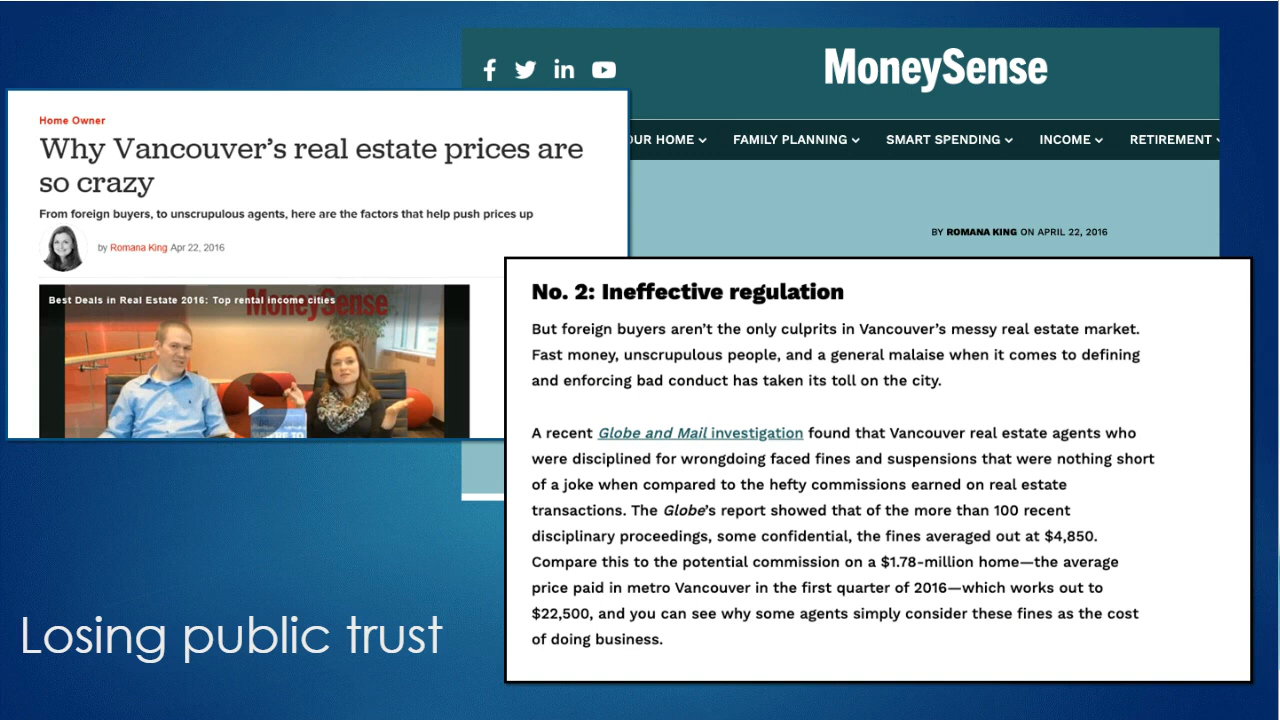 MoneySense
OUR HOME
FAMILY PLANNING
SMART SPENDING
INCOME
RETIREMENT
BY ROMANA KING ON APRIL 22, 2016
Home Owner
Why Vancouver's real estate prices are
so crazy
From foreign buyers, to unscrupulous agents, here are the factors that help push prices up
by Romana King Apr 22, 2016
Best Deals in Real Estate 2016: Top rental income cities
MoneySense
No. 2: Ineffective regulation
But foreign buyers aren't the only culprits in Vancouver's messy real estate market.
Fast money, unscrupulous people, and a general malaise when it comes to defining
and enforcing bad conduct has taken its toll on the city.
A recent Globe and Mail investigation found that Vancouver real estate agents who
were disciplined for wrongdoing faced fines and suspensions that were nothing short
of a joke when compared to the hefty commissions earned on real estate
transactions. The Globe's report showed that of the more than 100 recent
disciplinary proceedings, some confidential, the fines averaged out at $4,850.
Compare this to the potential commission on a $1.78-million home—the average
price paid in metro Vancouver in the first quarter of 2016—which works out to
$22,500, and you can see why some agents simply consider these fines as the cost
of doing business.
Losing public trust